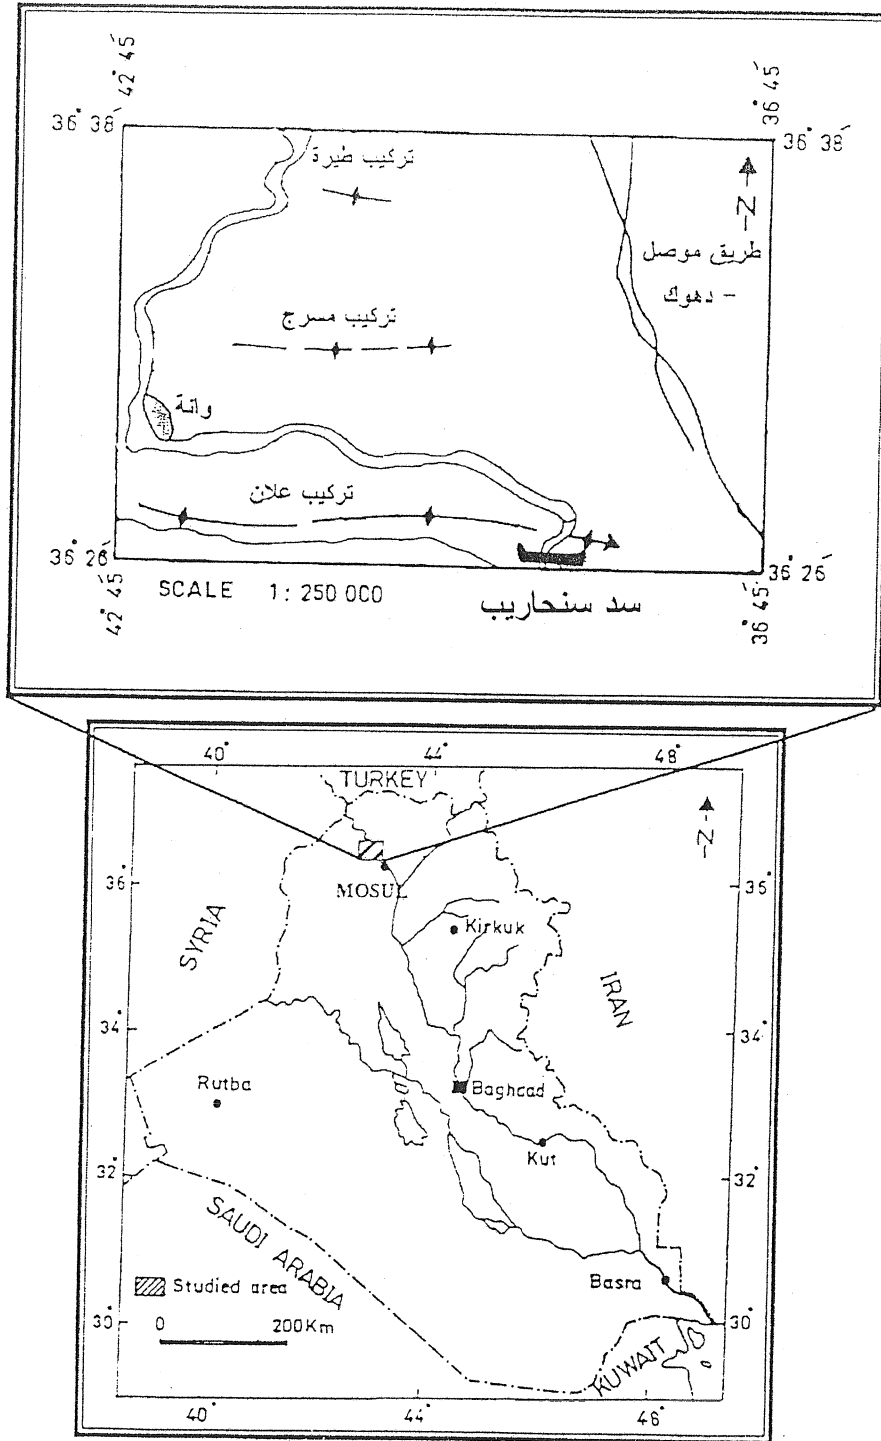 42° 45`
36° 45`
36° 38`
36° 38`
تركيب طيرة
-N-
طريق موصل
- دهوك
تركيب مسرج
وانة
تركيب علان
36° 26`
36° 26`
42° 45`
36° 45`
SCALE 1: 250 000
سد سنحاريب
40° 44° 48°
TURKEY
-N-
36° 35°
MOSUL
SYRIA
Kirkuk
IRAN
34° 34°
Rutba
Baghdad
Kut
32° 32°
SAUDI ARABIA
Studied area
Basra
30° 30°
0 200Km
KUWAIT
40° 44° 46°